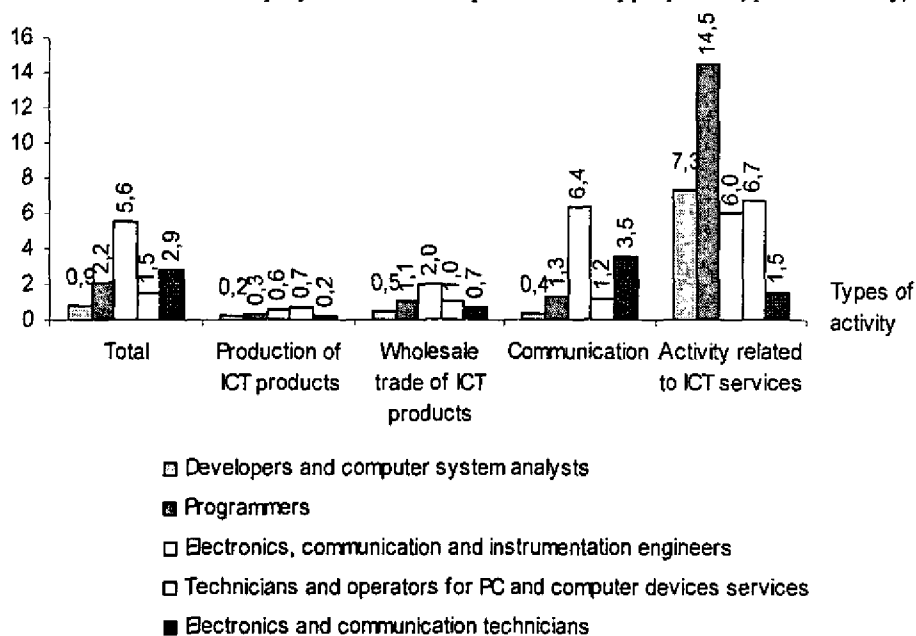 16
14
12
10
8
6
4
2
0
0,9
2,2
5,6
1,5
2,9
0,2
0,3
0,6
0,7
0,2
0,5
1,1
2,0
1,0
0,7
0,4
1,3
6,4
1,2
3,5
7,3
14,5
6,0
6,7
1,5
Types of
activity
Total
Production of
ICT products
Wholesale
trade of ICT
products
Communication
Activity related
to ICT services
Developers and computer system analysts
Programmers
Electronics, communication and instrumentation engineers
Technicians and operators for PC and computer devices services
Electronics and communication technicians